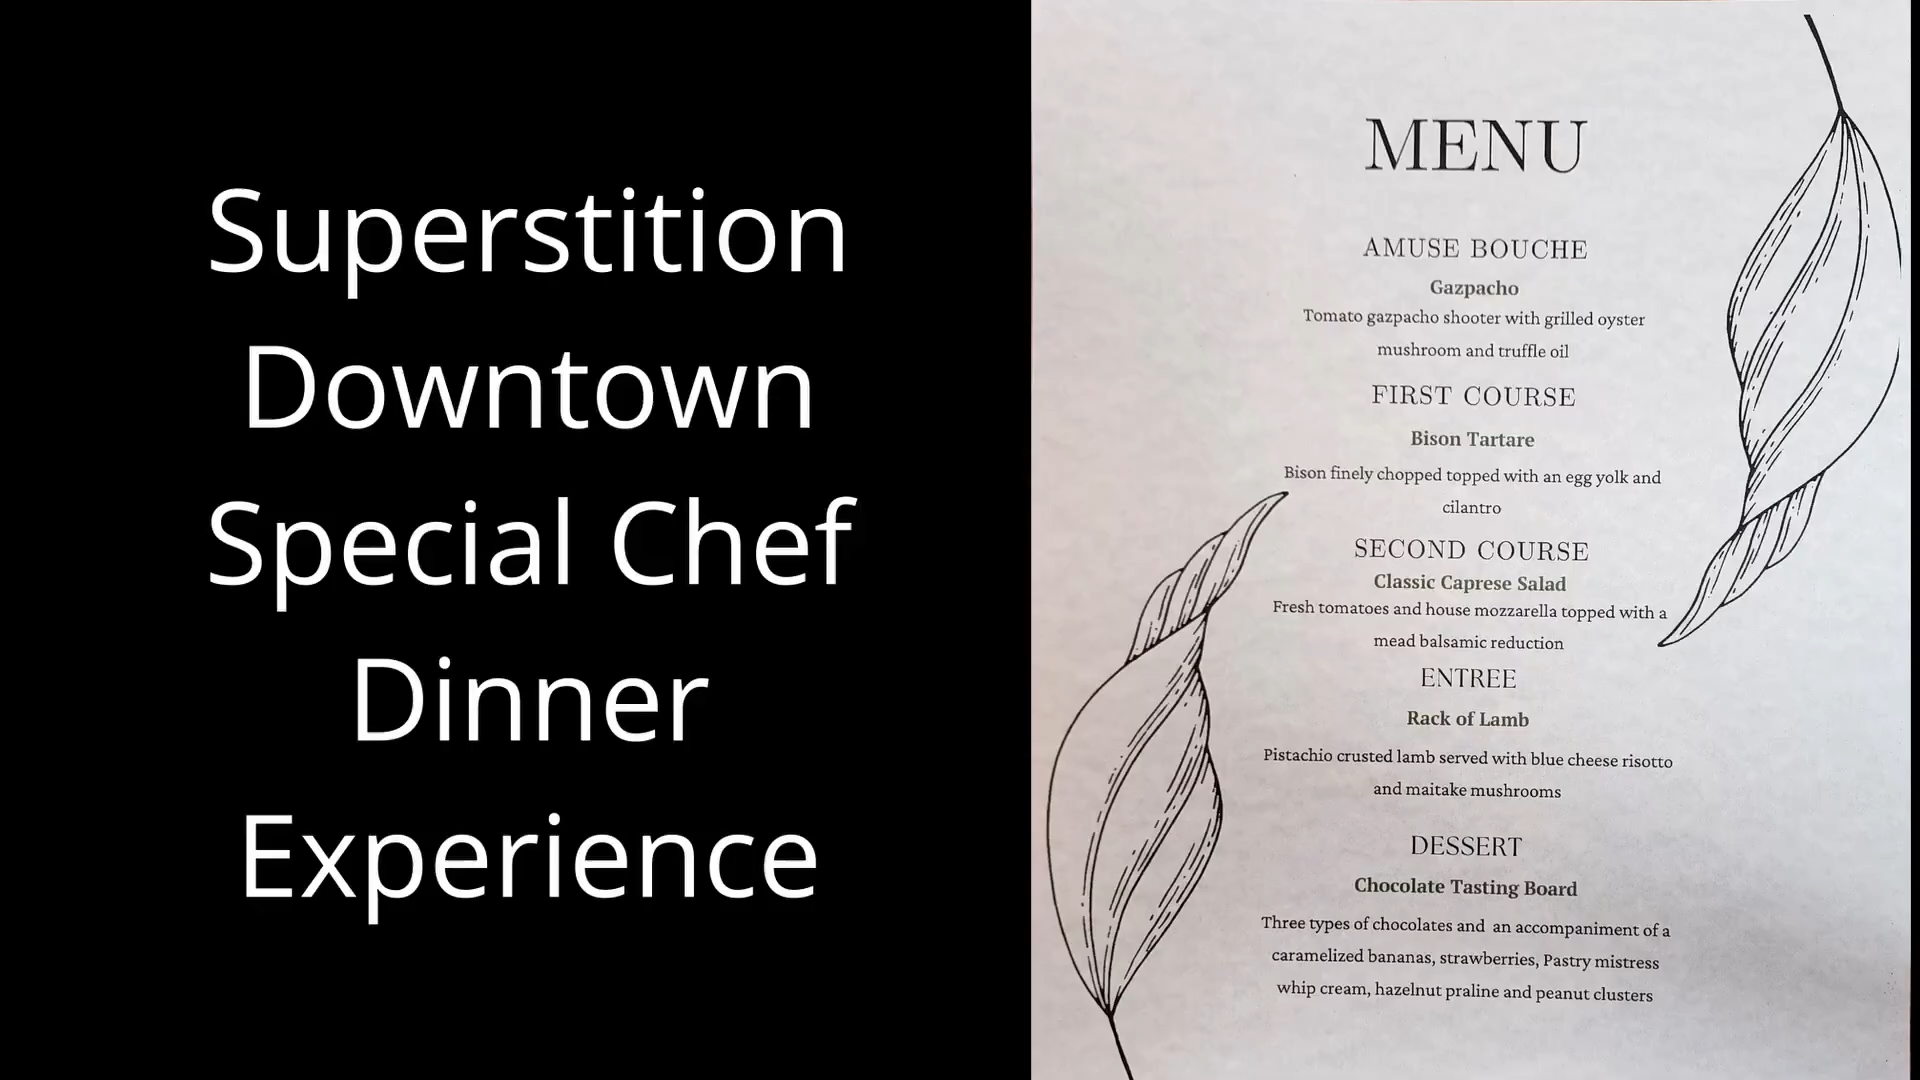 Superstition
Downtown
Special Chef
Dinner
Experience
MENU
AMUSE BOUCHE
Gazpacho
Tomato gazpacho shooter with grilled oyster
mushroom and truffle oil
FIRST COURSE
Bison Tartare
Bison finely chopped topped with an egg yolk and
cilantro
SECOND COURSE
Classic Caprese Salad
Fresh tomatoes and house mozzarella topped with a
mead balsamic reduction
ENTREE
Rack of Lamb
Pistachio crusted lamb served with blue cheese risotto
and maitake mushrooms
DESSERT
Chocolate Tasting Board
Three types of chocolates and an accompaniment of a
caramelized bananas, strawberries, Pastry mistress
whip cream, hazelnut praline and peanut clusters